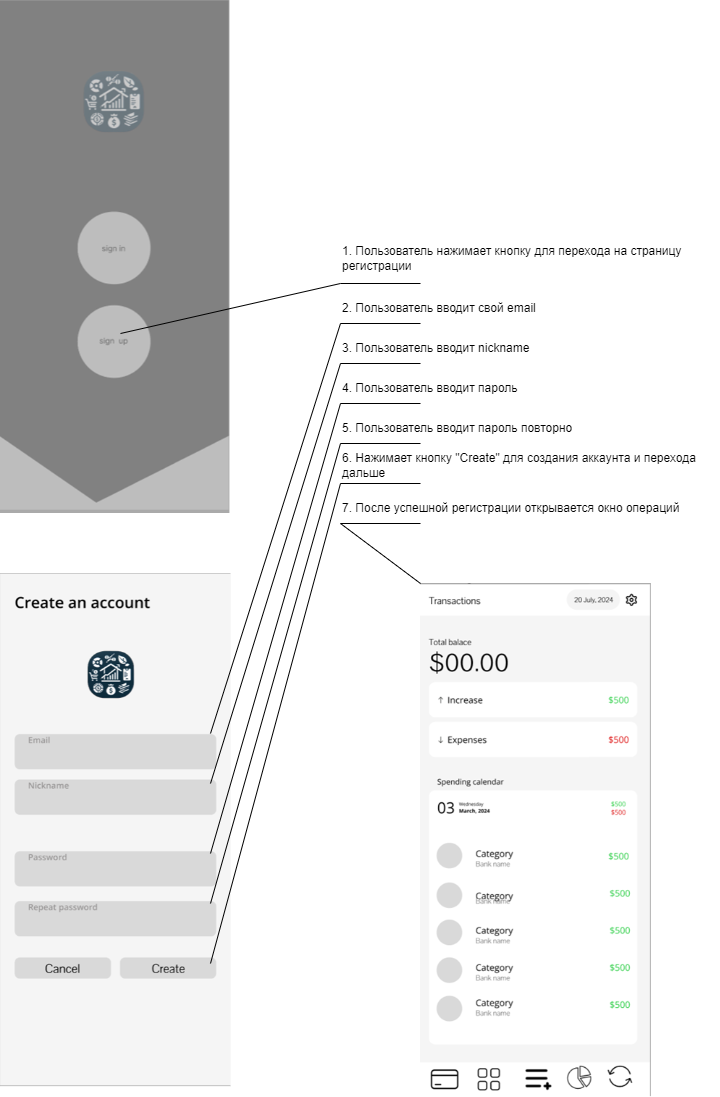 sign in
sign up
1. Пользователь нажимает кнопку для перехода на страницу
регистрации
2. Пользователь вводит свой email
3. Пользователь вводит nickname
4. Пользователь вводит пароль
5. Пользователь вводит пароль повторно
6. Нажимает кнопку "Create" для создания аккаунта и перехода
дальше
7. После успешной регистрации открывается окно операций
Create an account
Email
Nickname
Password
Repeat password
Cancel Create
Transactions 20 July, 2024
Total balace
$00.00
↑ Increase $500
↓ Expenses $500
Spending calendar
03 Wednesday $500
March, 2024 $500
Category $500
Bank name
Category $500
Bank name
Category $500
Bank name
Category $500
Bank name
Category $500
Bank name